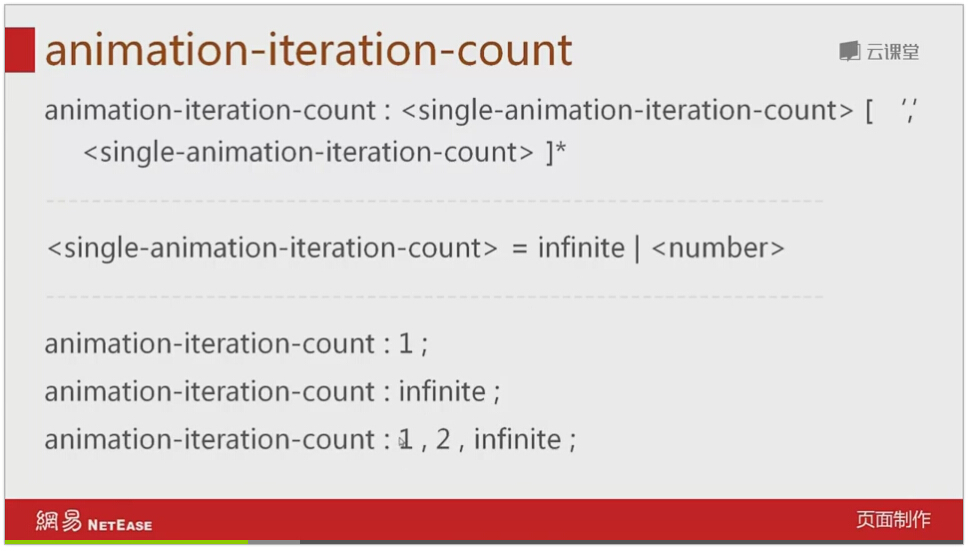 animation-iteration-count
云课堂
animation-iteration-count : <single-animation-iteration-count> [ ‘,’
<single-animation-iteration-count> ]*
<single-animation-iteration-count> = infinite | <number>
animation-iteration-count : 1 ;
animation-iteration-count : infinite ;
animation-iteration-count : 1 , 2 , infinite ;
網易 NETEASE
页面制作